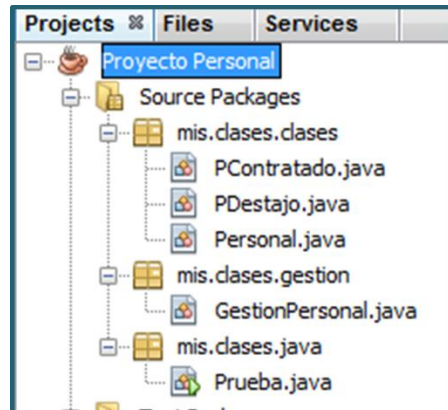 Projects Files Services
Proyecto Personal
Source Packages
mis.clases.clases
PContratado.java
PDestajo.java
Personal.java
mis.clases.gestion
GestionPersonal.java
mis.clases.java
Prueba.java